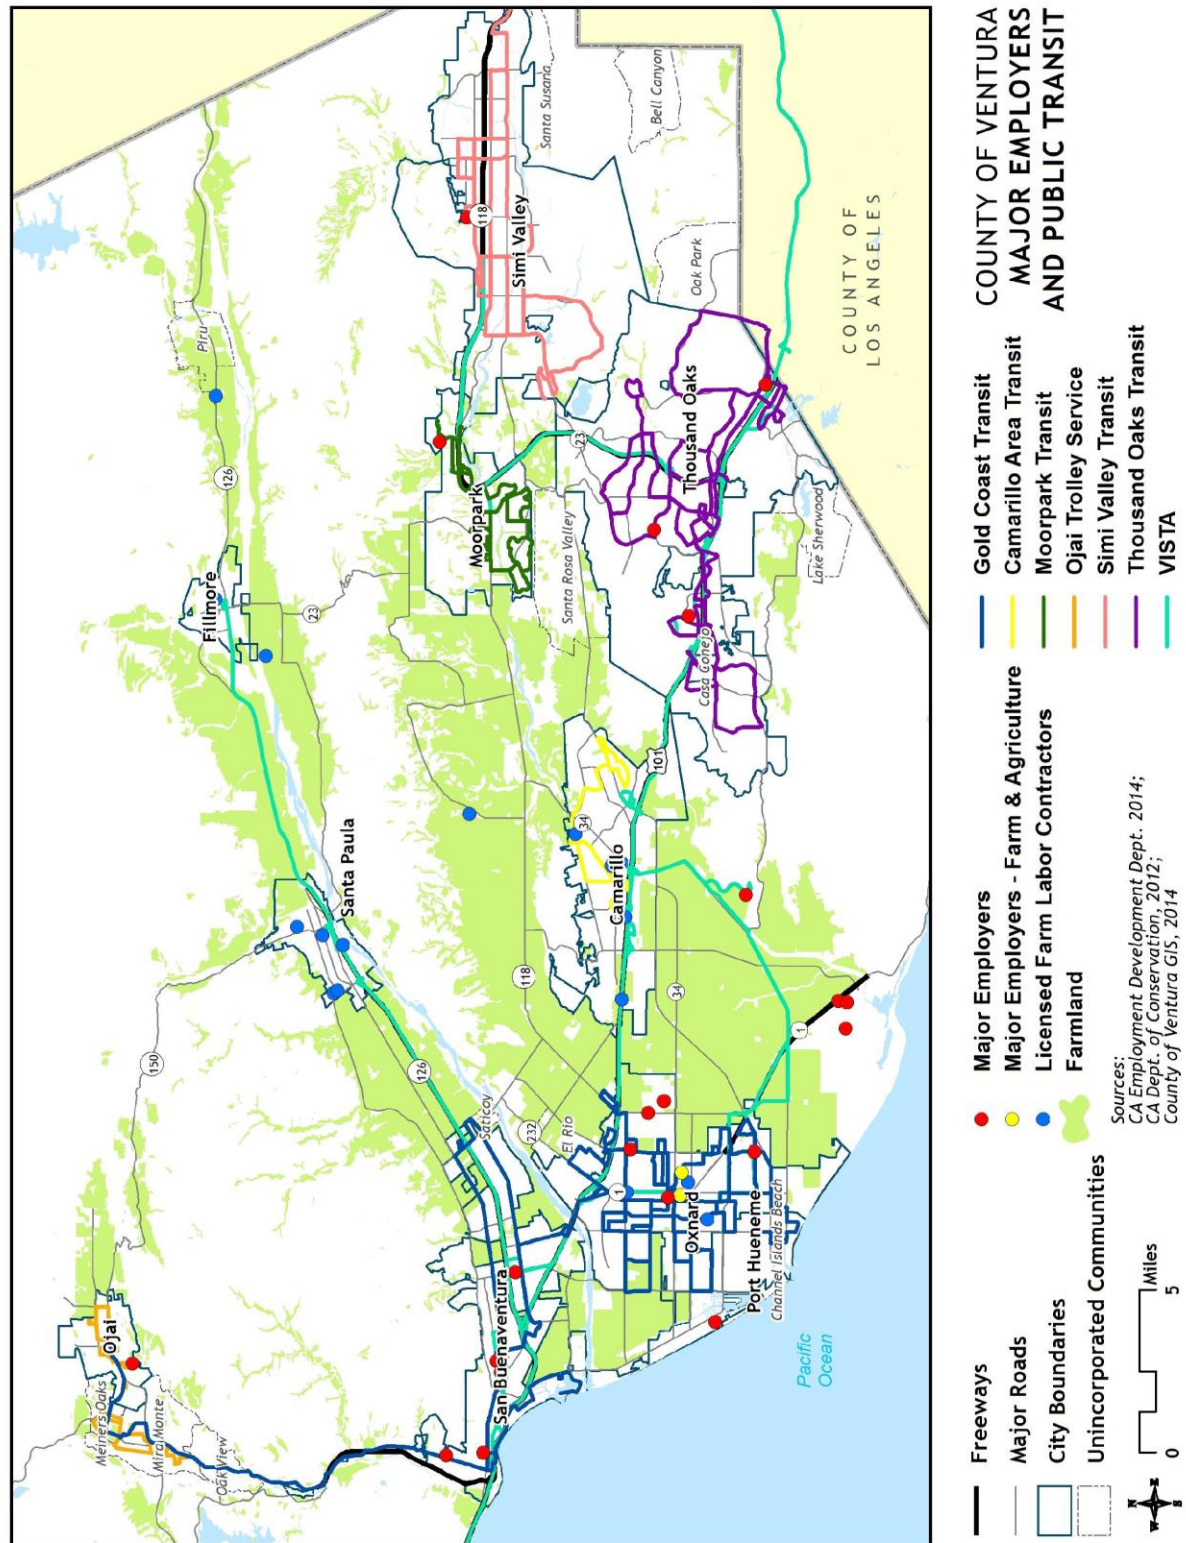 COUNTY OF VENTURA
MAJOR EMPLOYERS
AND PUBLIC TRANSIT
Piru
126
Fillmore
23
Santa Paula
150
126
Ojai
Meiners Oaks
Mira Monte
Oak View
Santa Susana
Bell Canyon
118
Simi Valley
Oak Park
COUNTY OF
LOS ANGELES
Moorpark
23
Thousand Oaks
Santa Rosa Valley
Lake Sherwood
Casa Conejo
101
34
Camarillo
118
34
1
Saticoy
232
El Rio
1
Oxnard
Port Hueneme
Channel Islands Beach
San Buenaventura
Pacific
Ocean
Freeways
Major Roads
City Boundaries
Unincorporated Communities
N
W E
S
0 5
Miles
Major Employers
Major Employers - Farm & Agriculture
Licensed Farm Labor Contractors
Farmland
Sources:
CA Employment Development Dept. 2014;
CA Dept. of Conservation, 2012;
County of Ventura GIS, 2014
Gold Coast Transit
Camarillo Area Transit
Moorpark Transit
Ojai Trolley Service
Simi Valley Transit
Thousand Oaks Transit
VISTA